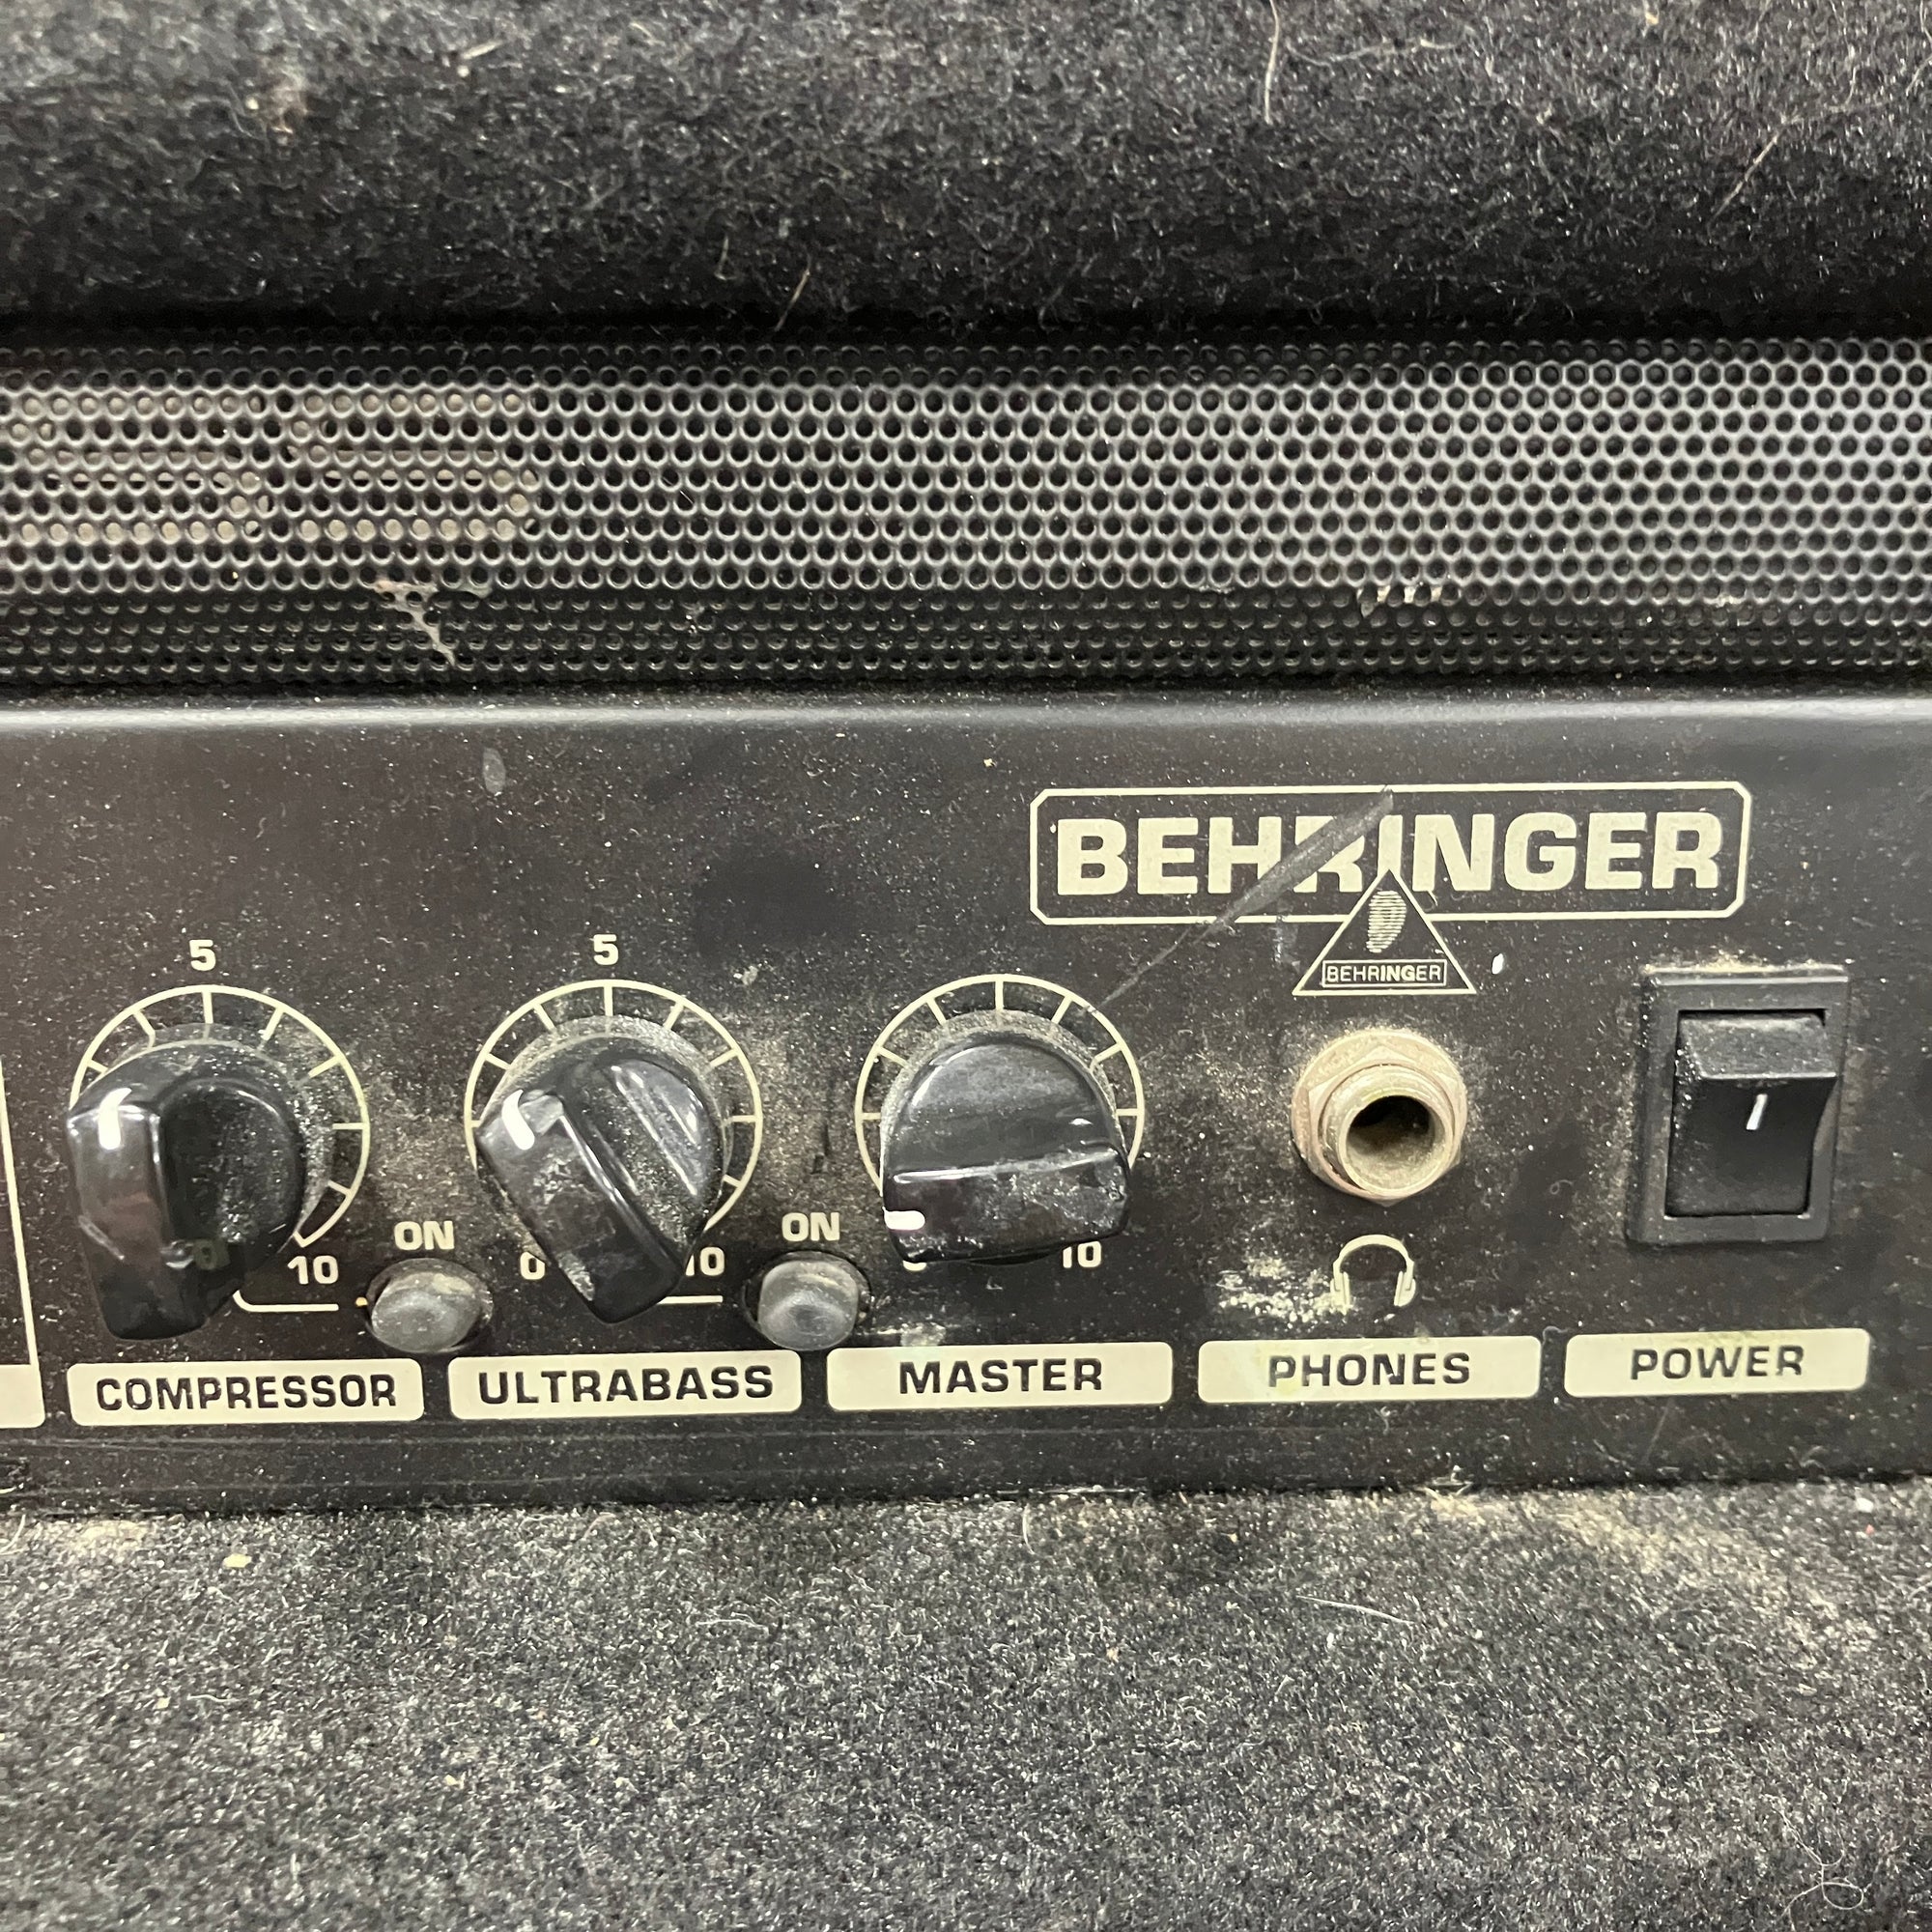 BEHRINGER
BEHRINGER
5
5
ON
ON
10
0
10
10
COMPRESSOR
ULTRABASS
MASTER
PHONES
POWER